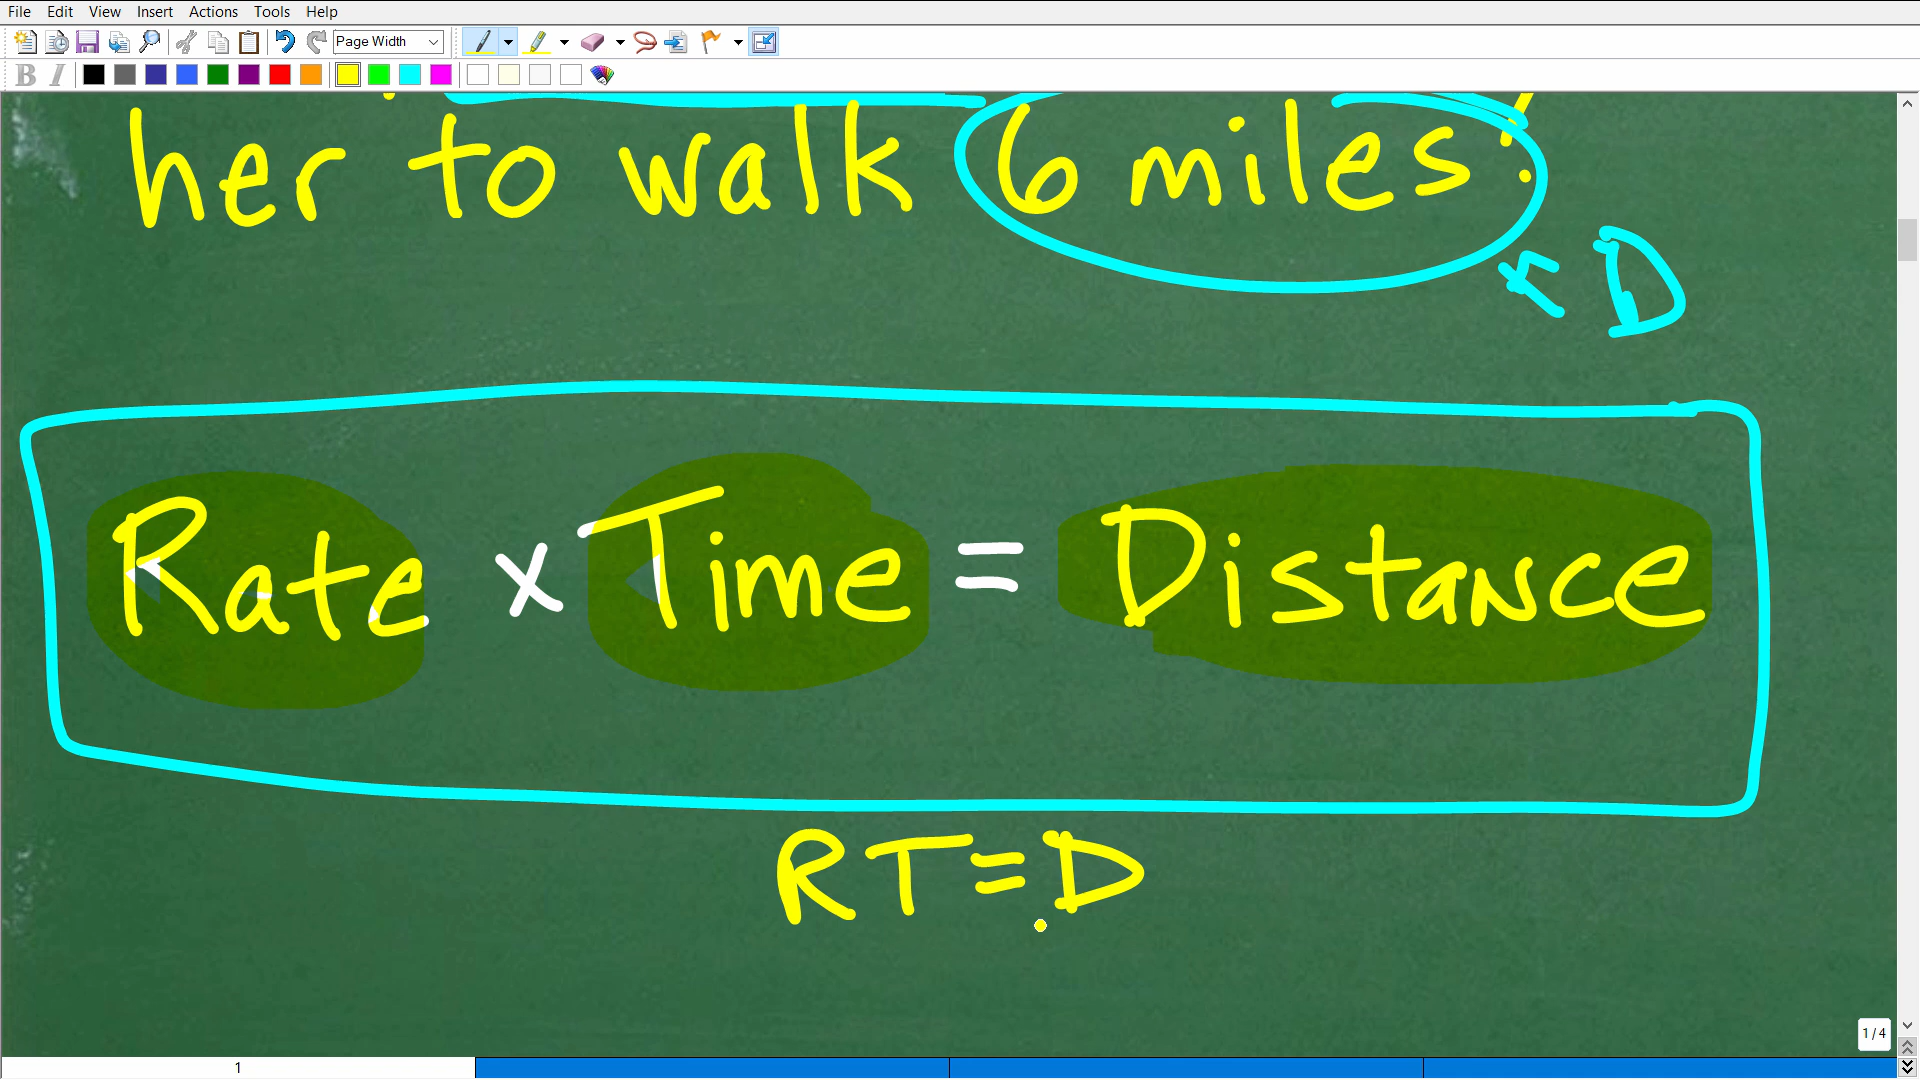 File Edit View Insert Actions Tools Help
Page Width
B I
her to walk 6 miles?
D
Rate x Time = Distance
RT=D
1 / 4
1